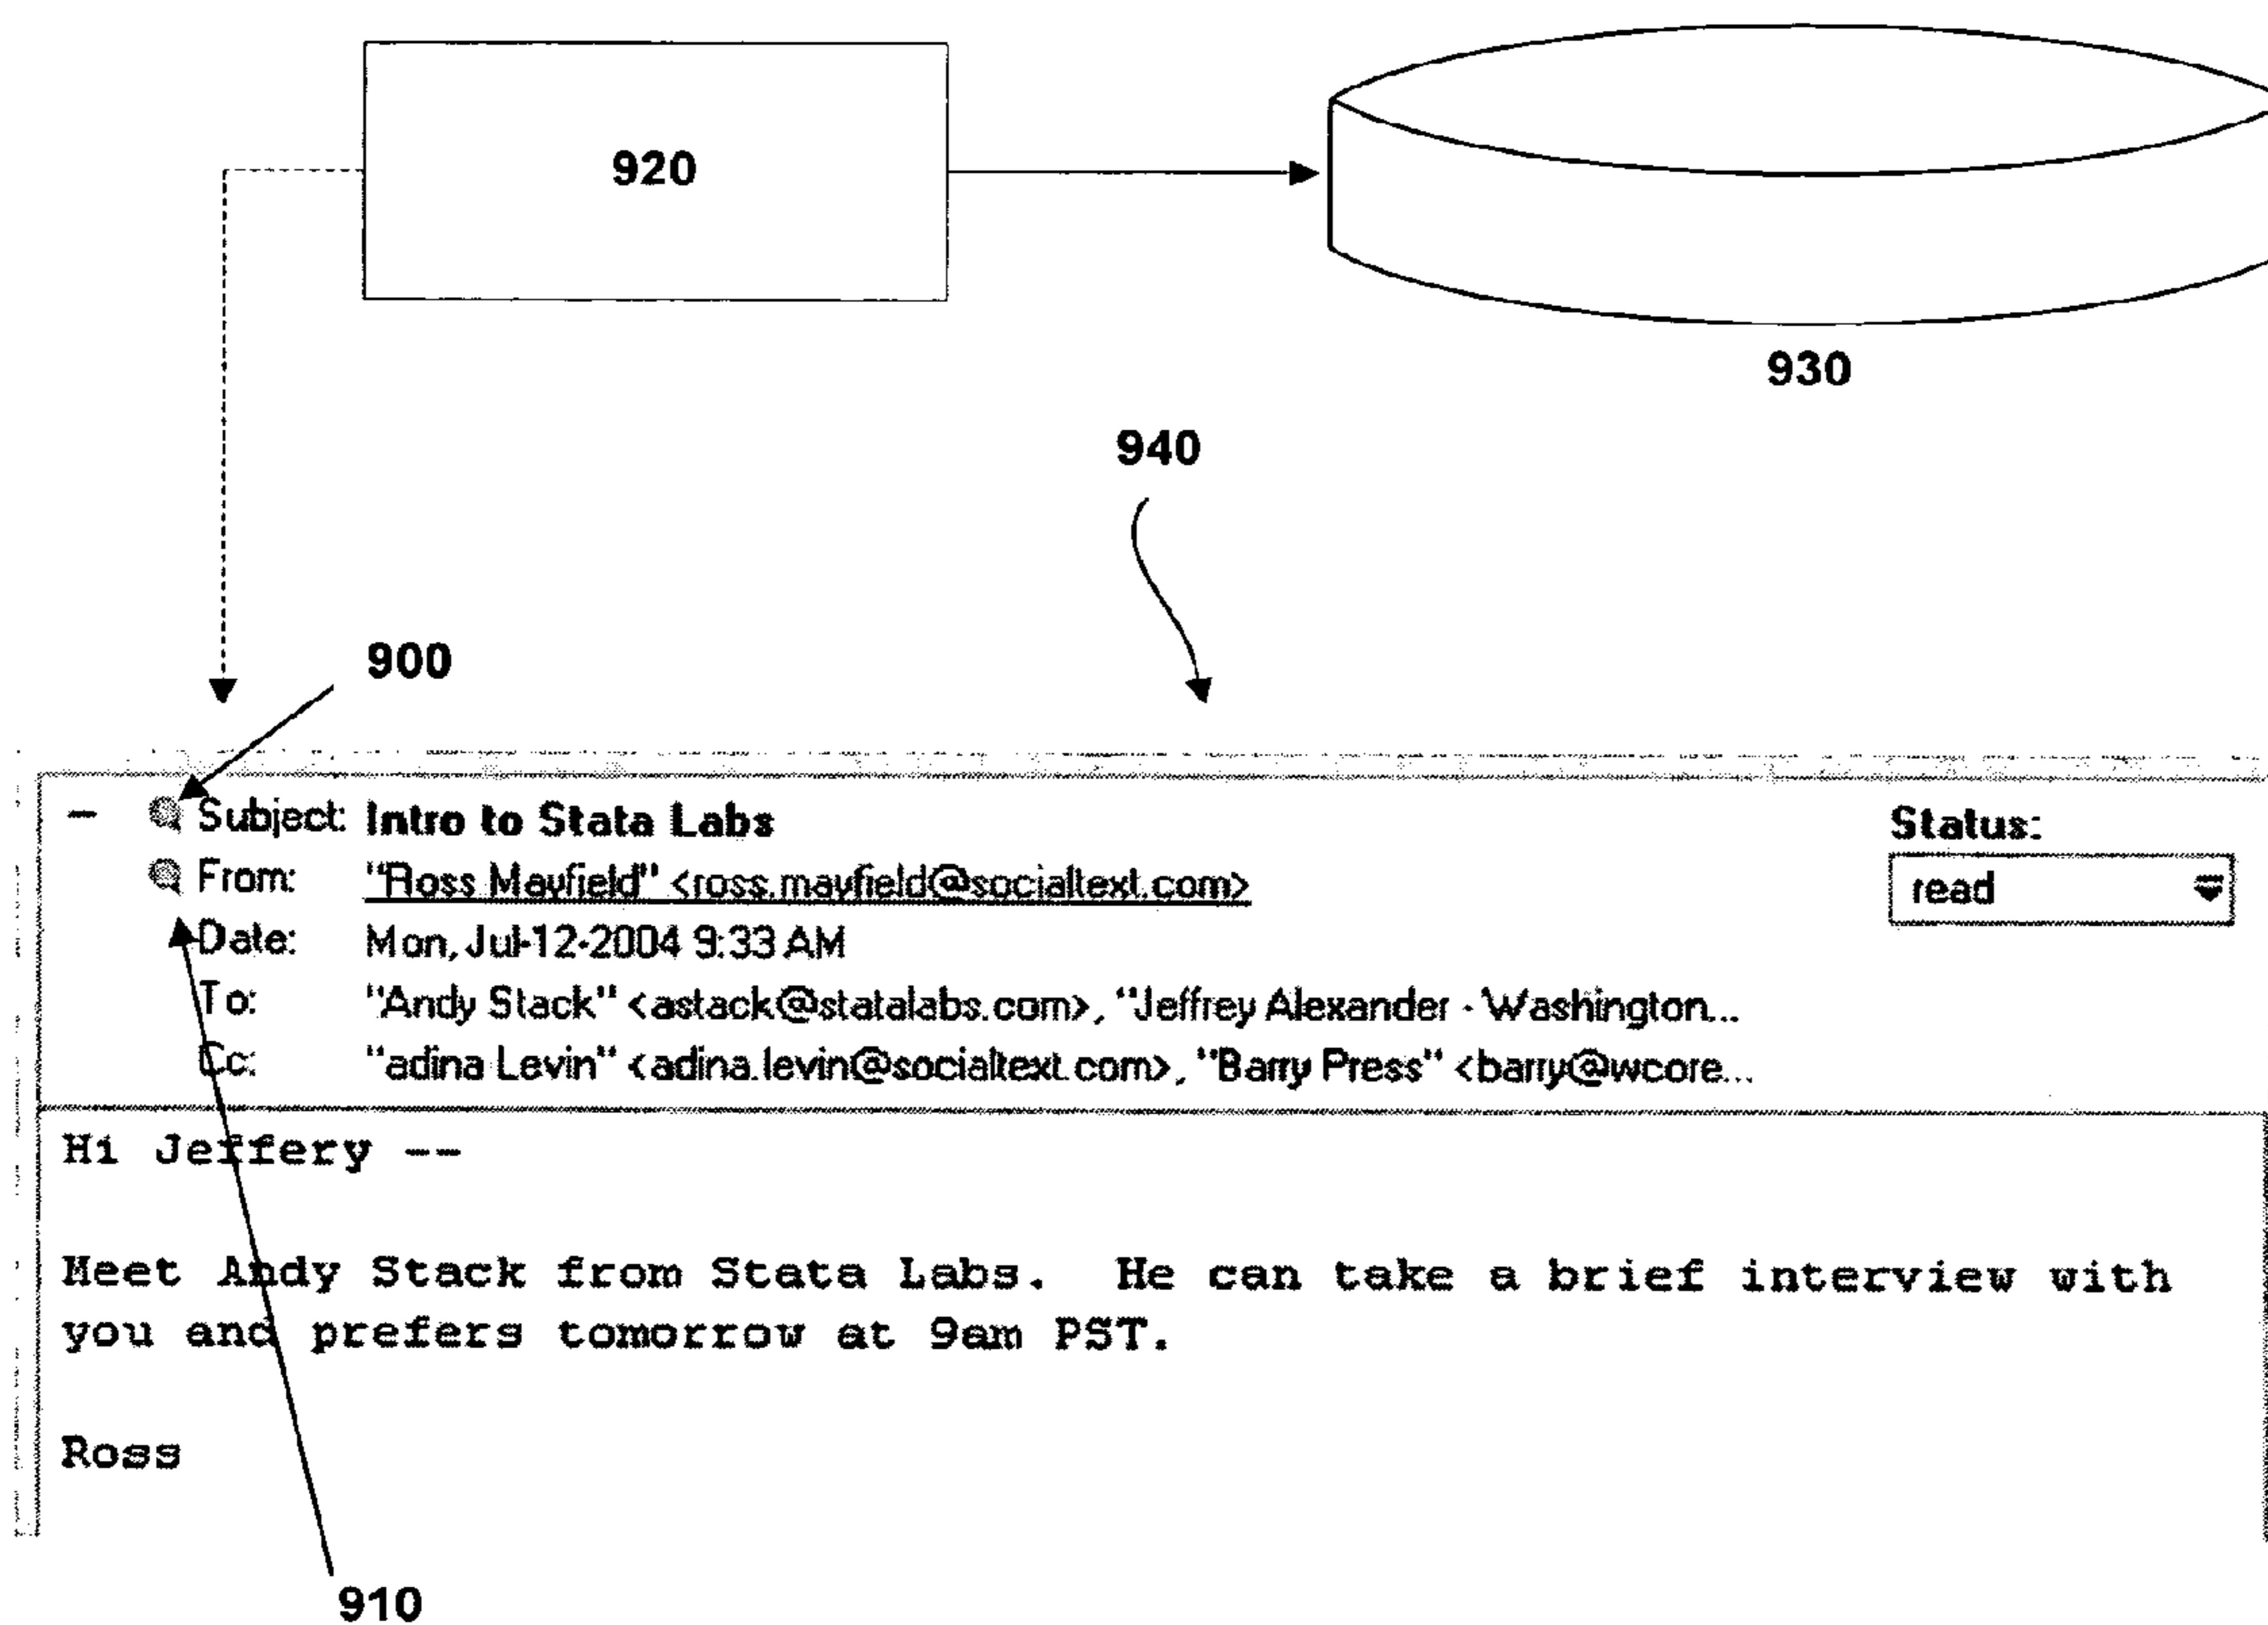 920
930
940
900
– Subject: Intro to Stata Labs Status:
From: "Ross Mayfield" <ross.mayfield@socialtext.com> read
Date: Mon, Jul-12-2004 9:33 AM
To: "Andy Stack" <astack@statalabs.com>, "Jeffrey Alexander - Washington...
Cc: "adina Levin" <adina.levin@socialtext.com>, "Barry Press" <barry@wcore...
Hi Jeffery --
Meet Andy Stack from Stata Labs. He can take a brief interview with
you and prefers tomorrow at 9am PST.
Ross
910